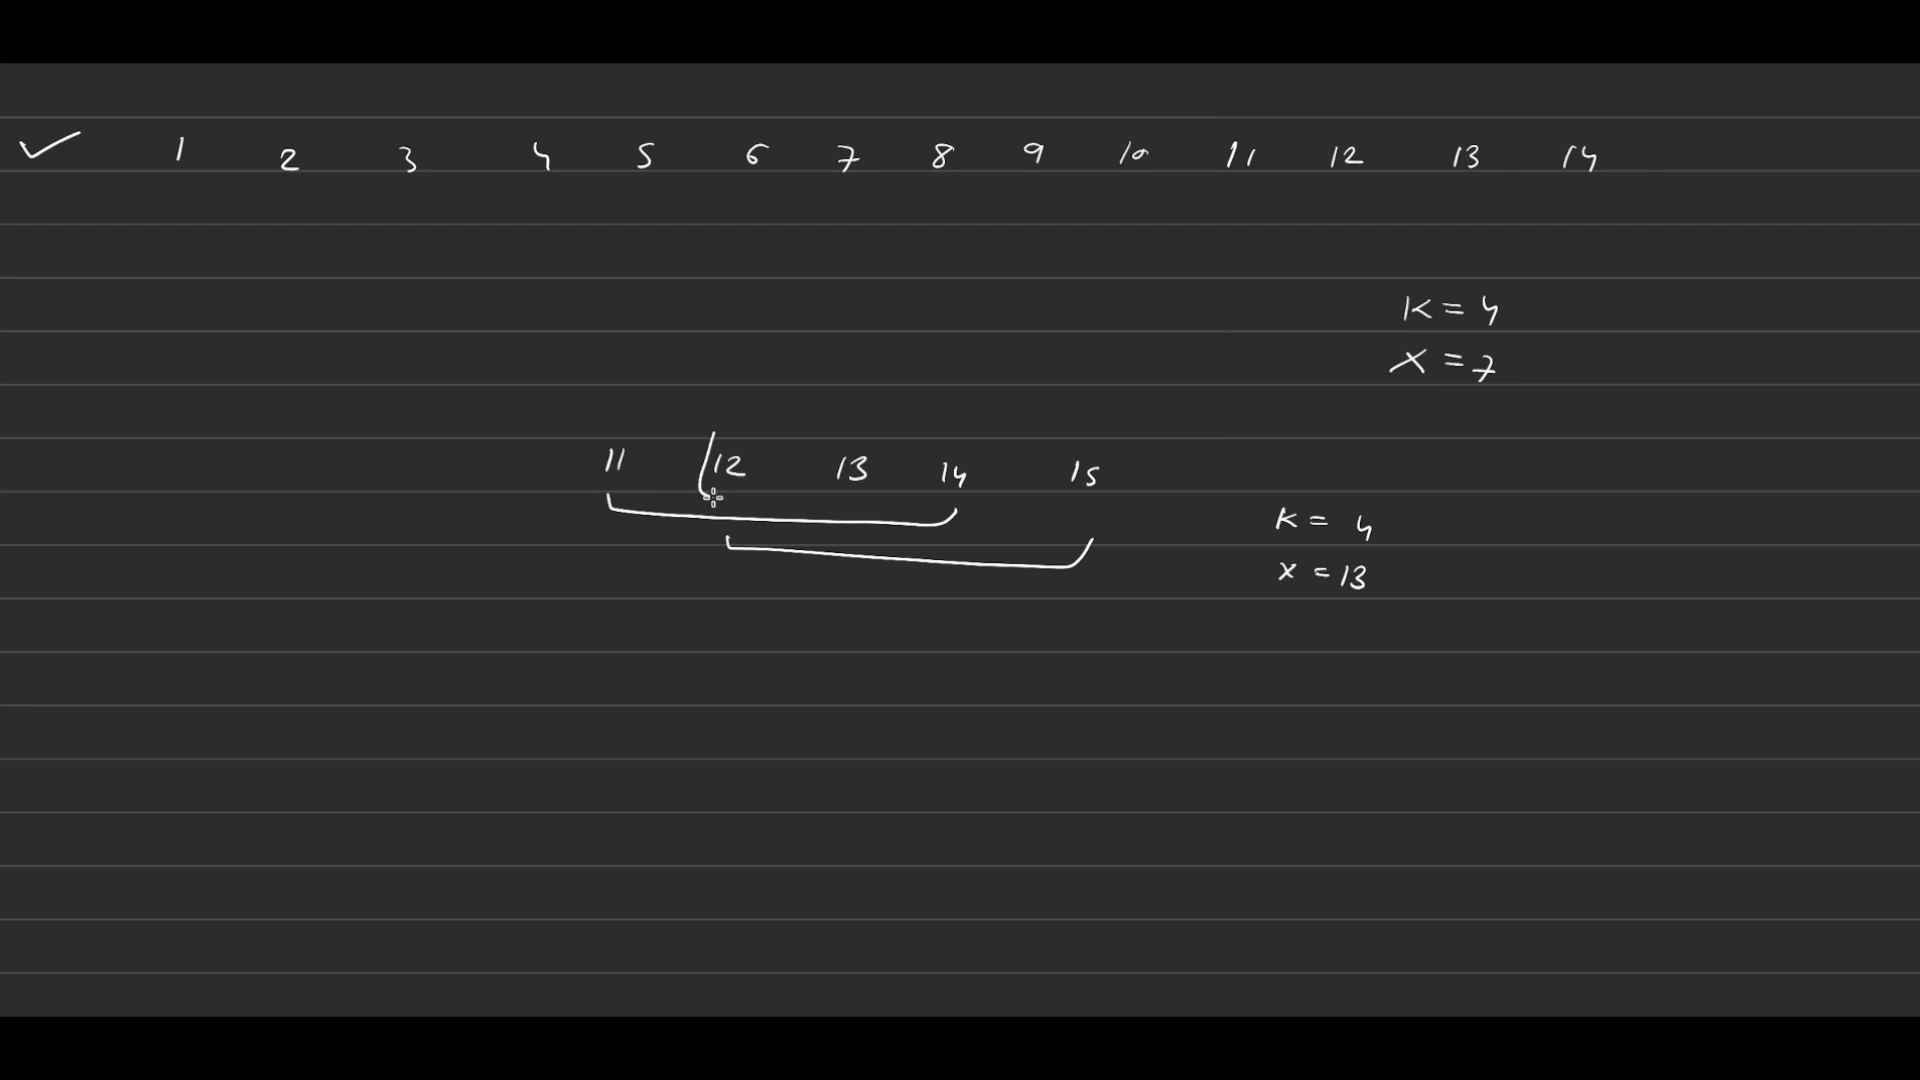 1 2 3 4 5 6 7 8 9 10 11 12 13 14
K = 4
X = 7
11 12 13 14 15
K = 4
x = 13